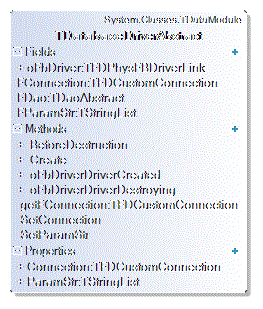 System.Classes.TDataModule
TDatabaseDriverAbstract
Fields
oFbDriver:TFDPhysFBDriverLink
FConnection:TFDCustomConnection
FDao:TDaoAbstract
FParamStr:TStringList
Methods
BeforeDestruction
Create
oFbDriverDriverCreated
oFbDriverDriverDestroying
getFConnection:TFDCustomConnection
SetConnection
SetParamStr
Properties
Connection:TFDCustomConnection
ParamStr:TStringList